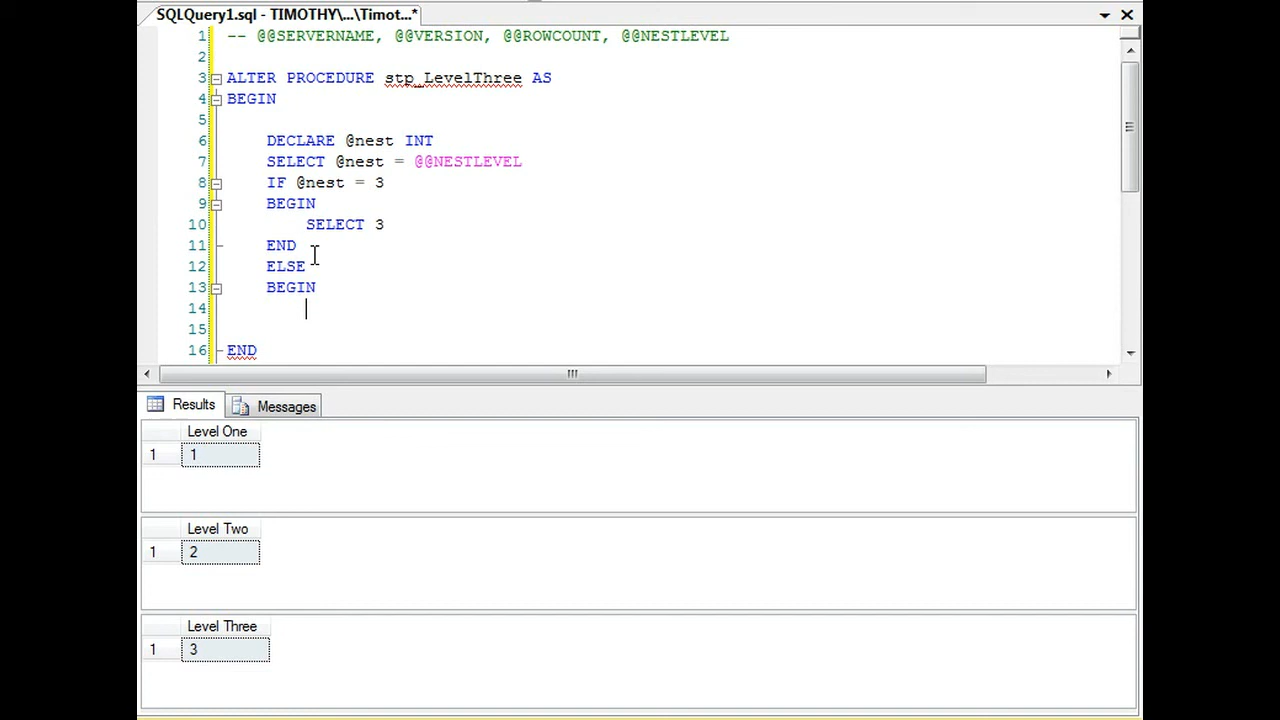 SQLQuery1.sql - TIMOTHY\...\Timot...*
1 -- @@SERVERNAME, @@VERSION, @@ROWCOUNT, @@NESTLEVEL
2
3 ALTER PROCEDURE stp_LevelThree AS
4 BEGIN
5
6 DECLARE @nest INT
7 SELECT @nest = @@NESTLEVEL
8 IF @nest = 3
9 BEGIN
10 SELECT 3
11 END
12 ELSE
13 BEGIN
14
15
16 END
Results Messages
Level One
1 1
Level Two
1 2
Level Three
1 3